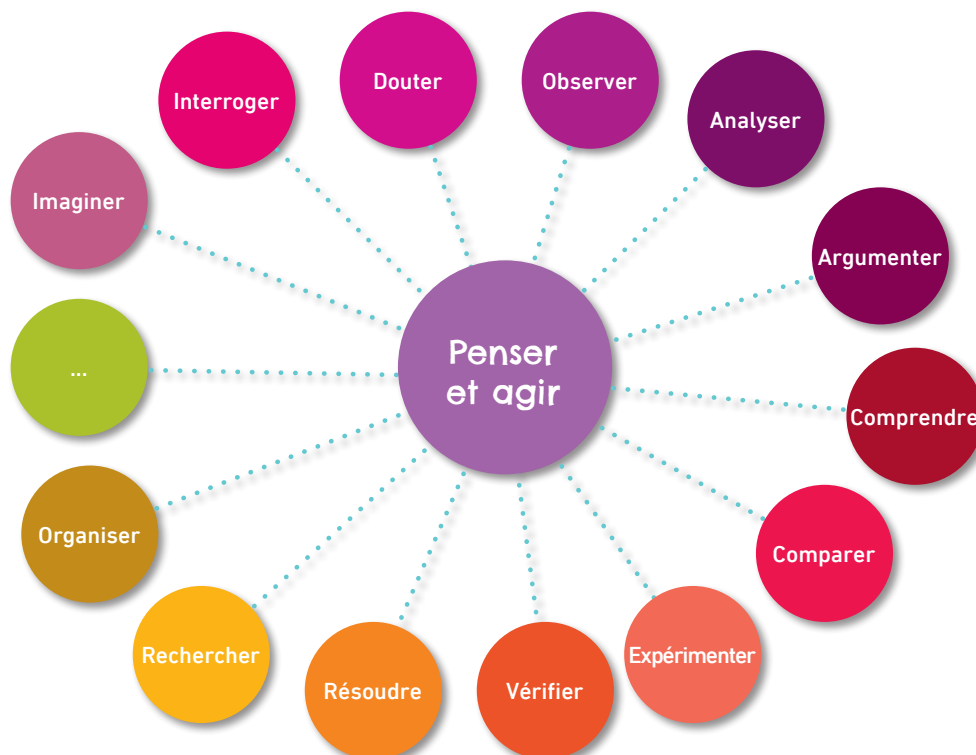 Douter
Observer
Interroger
Analyser
Imaginer
Argumenter
Penser
et agir
...
Comprendre
Organiser
Comparer
Rechercher
Expérimenter
Résoudre
Vérifier